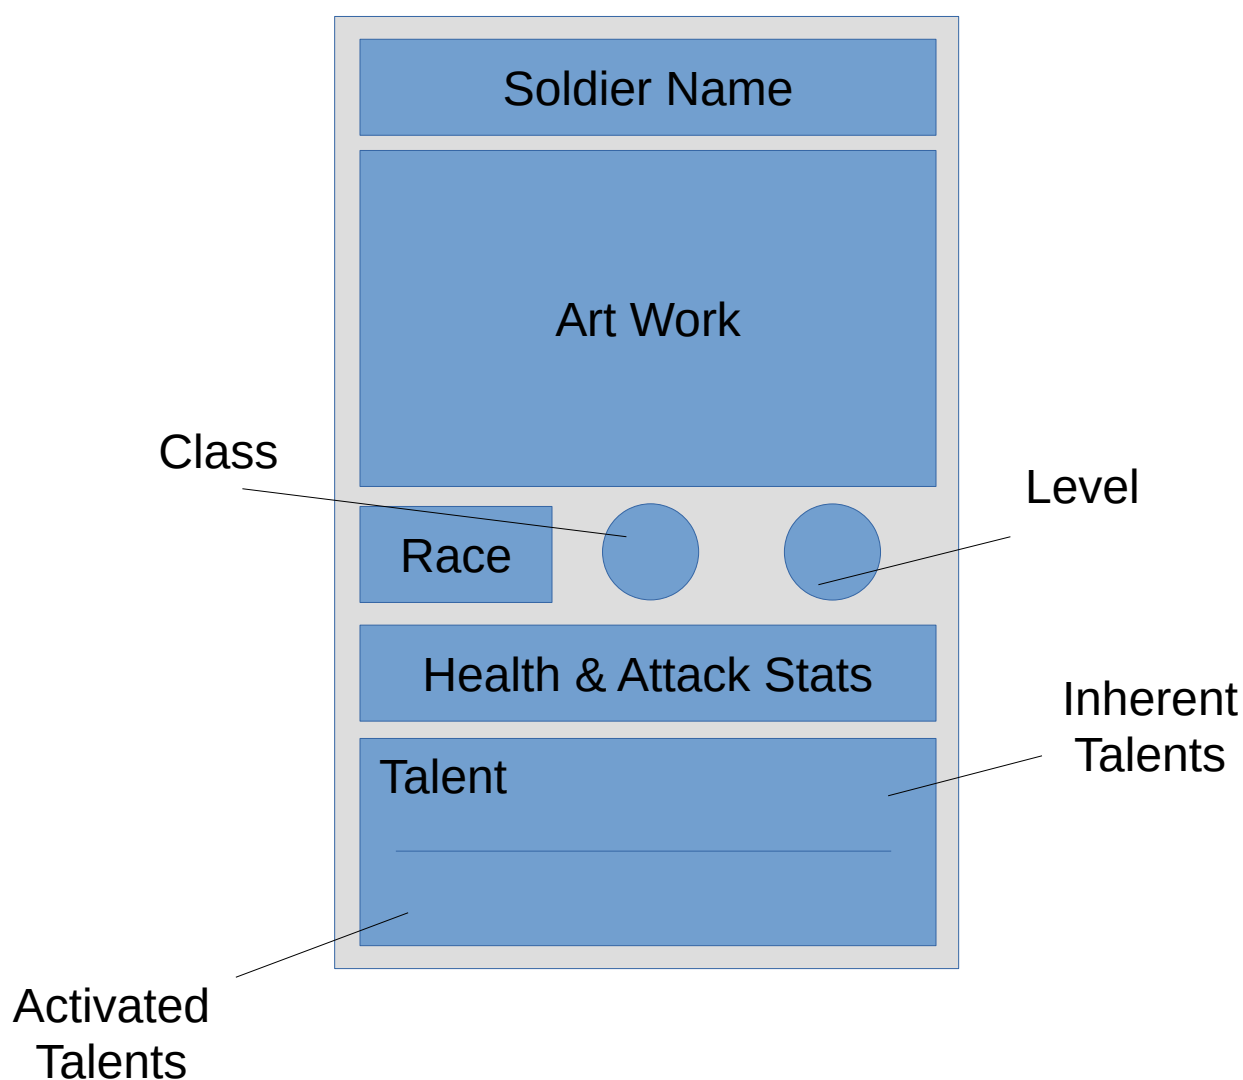 Soldier Name
Art Work
Class
Level
Race
Health & Attack Stats
Inherent
Talents
Talent
Activated
Talents